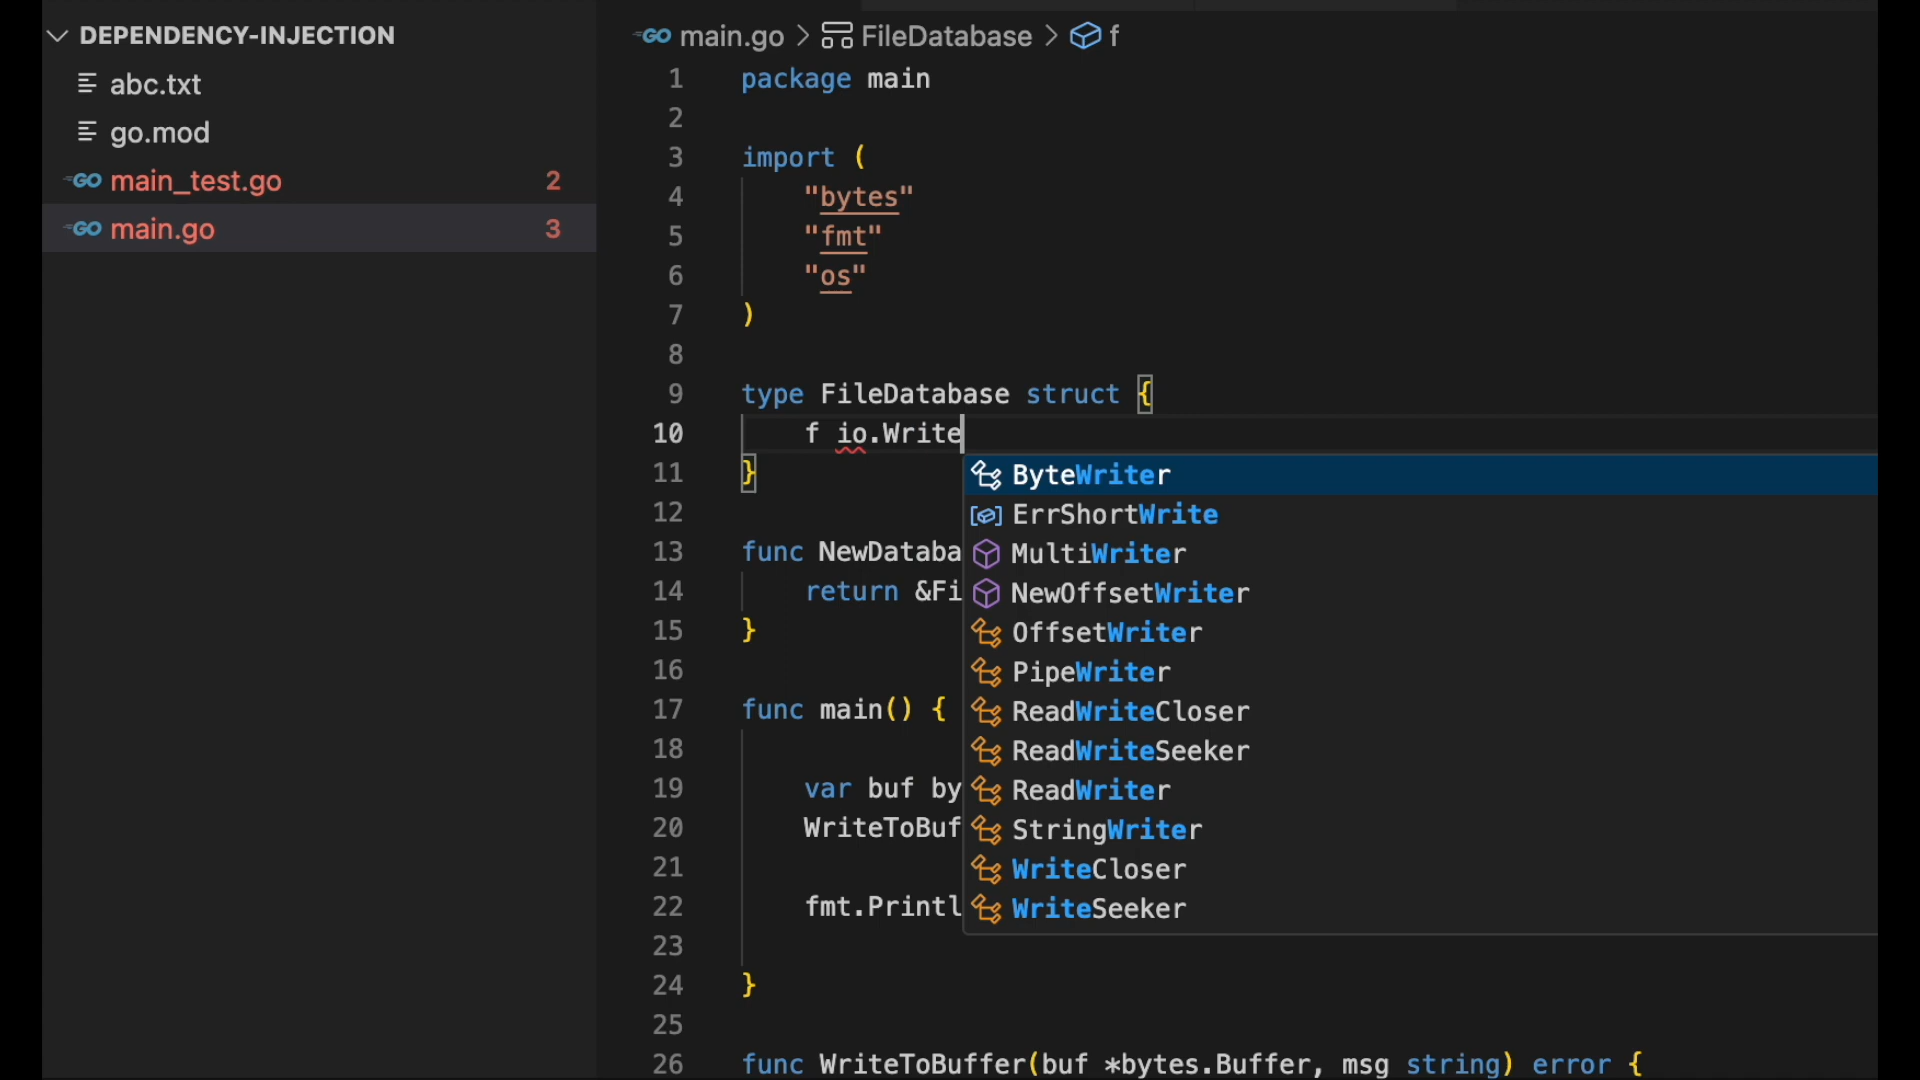 DEPENDENCY-INJECTION
abc.txt
go.mod
GO main_test.go 2
GO main.go 3
GO main.go > FileDatabase > f
1 package main
2
3 import (
4 "bytes"
5 "fmt"
6 "os"
7 )
8
9 type FileDatabase struct {
10 f io.Write
11 }
12
13 func NewDataba
14 return &Fi
15 }
16
17 func main() {
18
19 var buf by
20 WriteToBuf
21
22 fmt.Printl
23
24 }
25
26 func WriteToBuffer(buf *bytes.Buffer, msg string) error {
ByteWriter
ErrShortWrite
MultiWriter
NewOffsetWriter
OffsetWriter
PipeWriter
ReadWriteCloser
ReadWriteSeeker
ReadWriter
StringWriter
WriteCloser
WriteSeeker